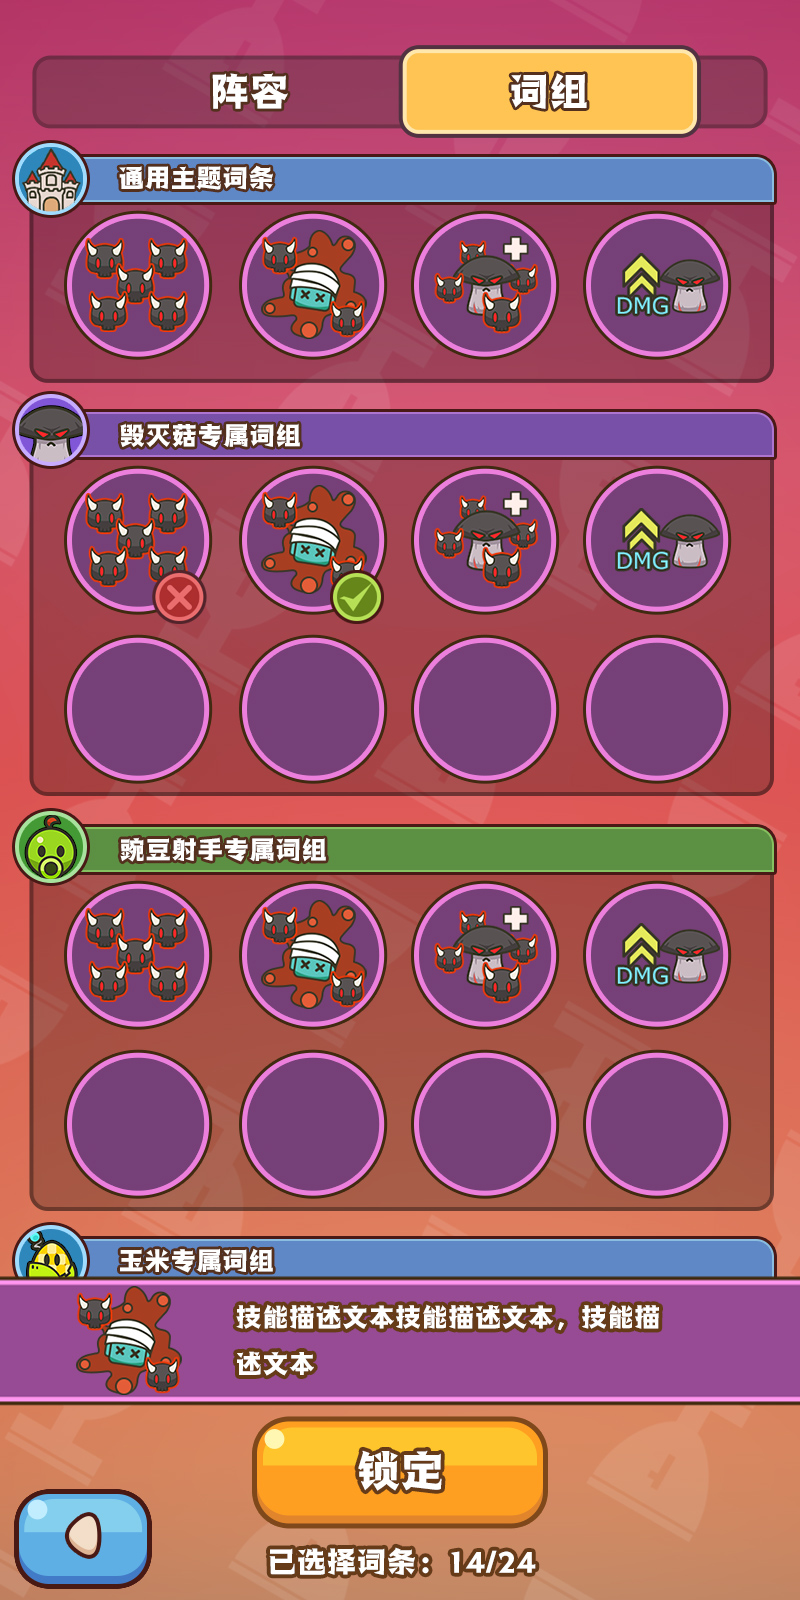 阵容
词组
通用主题词条
DMG
毁灭菇专属词组
DMG
豌豆射手专属词组
DMG
玉米专属词组
技能描述文本技能描述文本，技能描
述文本
锁定
已选择词条：14/24